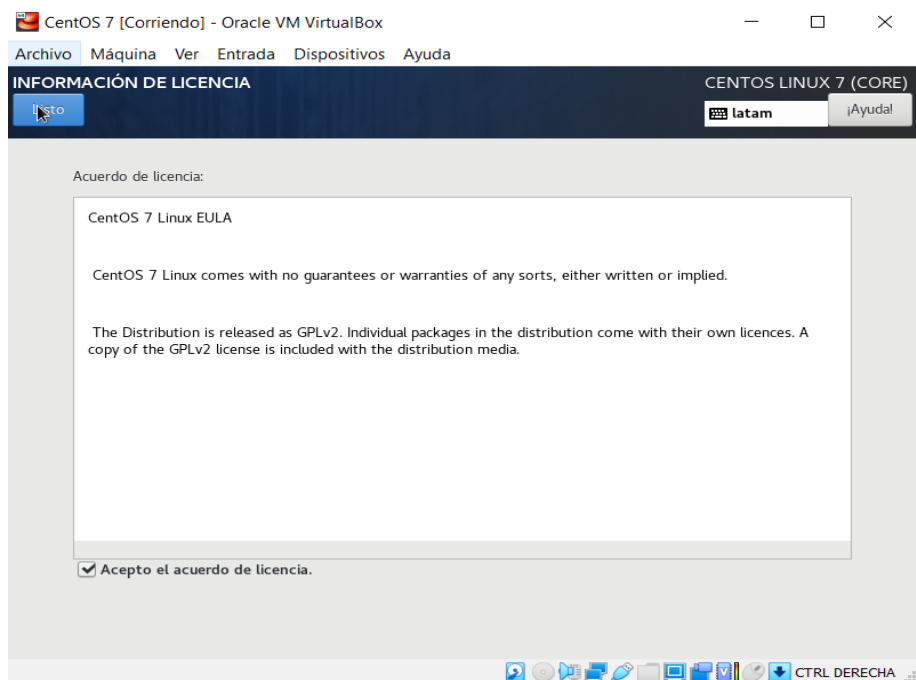 CentOS 7 [Corriendo] - Oracle VM VirtualBox
Archivo Máquina Ver Entrada Dispositivos Ayuda
INFORMACIÓN DE LICENCIA
CENTOS LINUX 7 (CORE)
Listo
latam
¡Ayuda!
Acuerdo de licencia:
CentOS 7 Linux EULA
CentOS 7 Linux comes with no guarantees or warranties of any sorts, either written or implied.
The Distribution is released as GPLv2. Individual packages in the distribution come with their own licences. A
copy of the GPLv2 license is included with the distribution media.
Acepto el acuerdo de licencia.
CTRL DERECHA